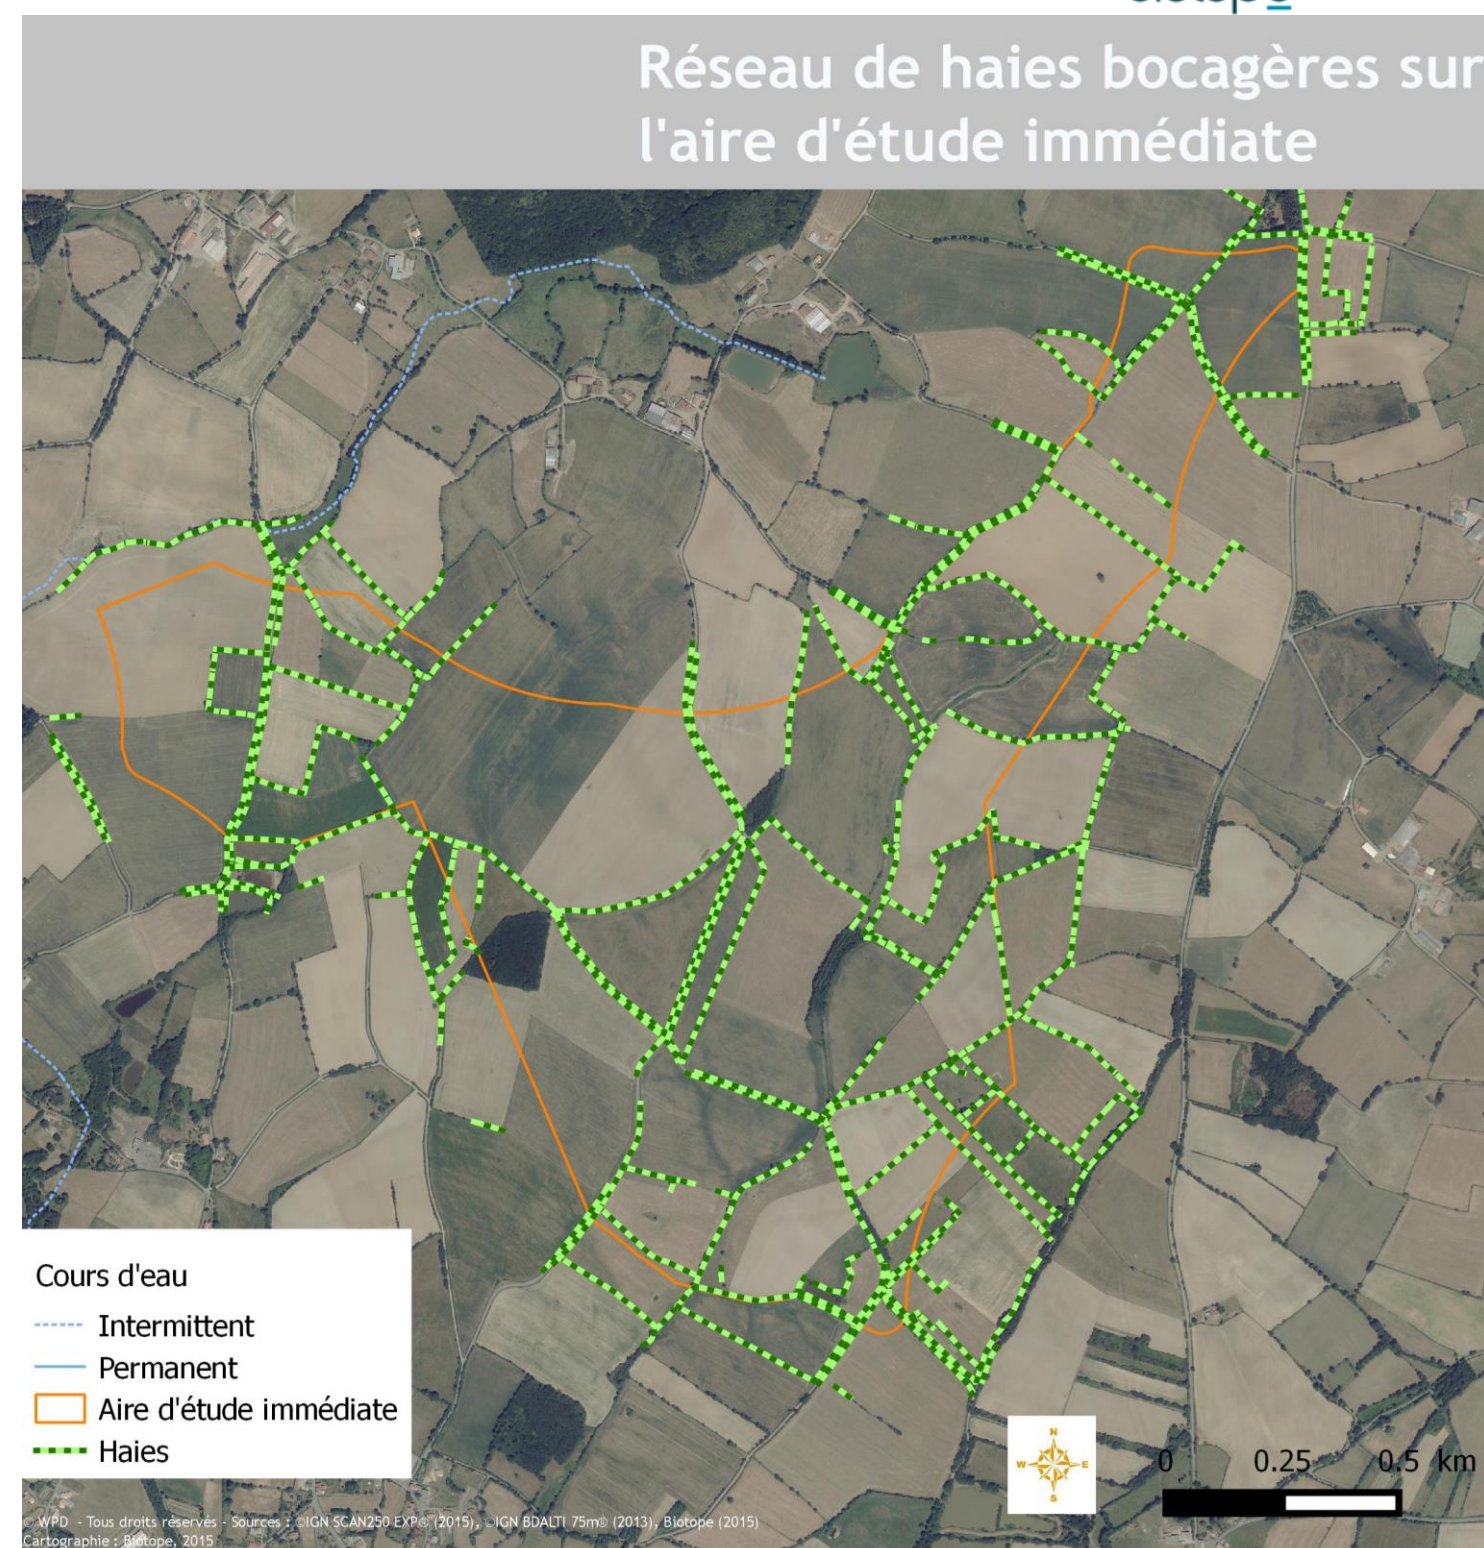 Réseau de haies bocagères sur
l'aire d'étude immédiate
Cours d'eau
Intermittent
Permanent
Aire d'étude immédiate
Haies
N
W E
S
0 0.25 0.5 km
© WPD - Tous droits réservés - Sources : ©IGN SCAN250 EXP® (2015), ©IGN BDALTI 75m® (2013), Biotope (2015)
Cartographie : Biotope, 2015